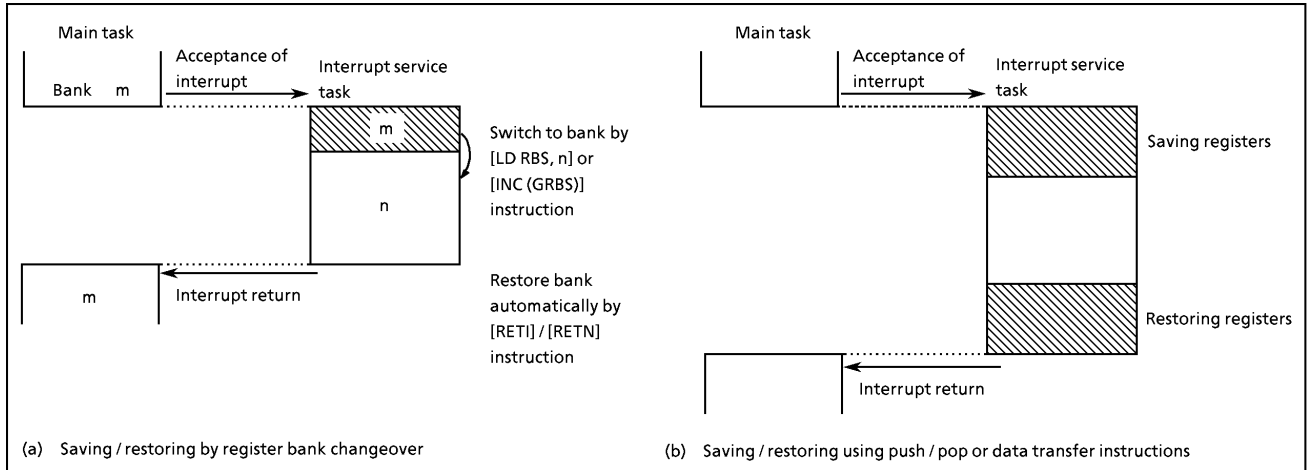 Main task
Bank m
Acceptance of
interrupt
Interrupt service
task
m
n
Switch to bank by
[LD RBS, n] or
[INC (GRBS)]
instruction
m
Interrupt return
Restore bank
automatically by
[RETI] / [RETN]
instruction
(a) Saving / restoring by register bank changeover
Main task
Acceptance of
interrupt
Interrupt service
task
Saving registers
Restoring registers
Interrupt return
(b) Saving / restoring using push / pop or data transfer instructions